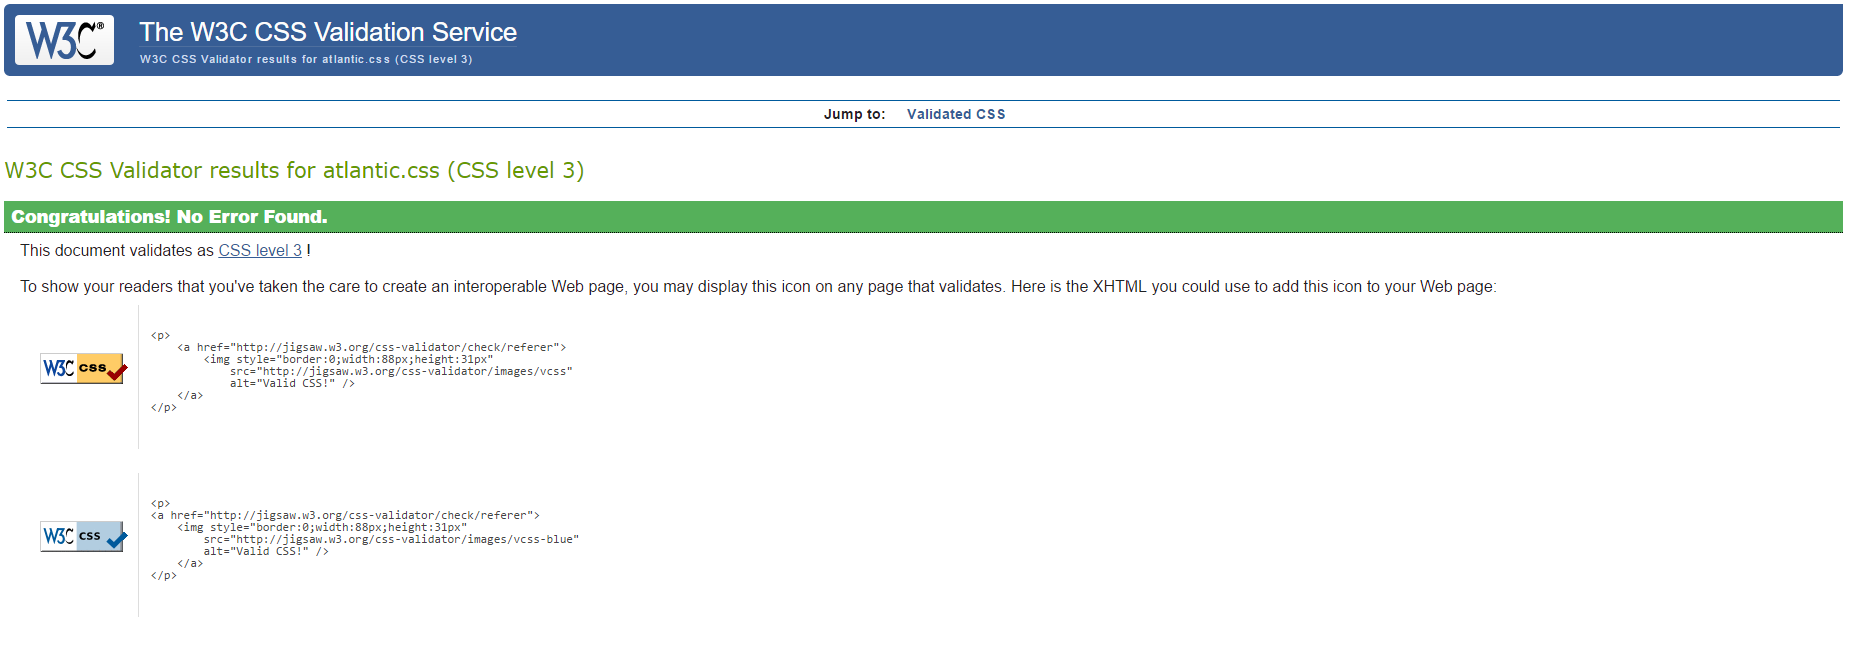 W3C®
The W3C CSS Validation Service
W3C CSS Validator results for atlantic.css (CSS level 3)
Jump to: Validated CSS
W3C CSS Validator results for atlantic.css (CSS level 3)
Congratulations! No Error Found.
This document validates as CSS level 3 !
To show your readers that you've taken the care to create an interoperable Web page, you may display this icon on any page that validates. Here is the XHTML you could use to add this icon to your Web page:
W3C CSS
<p>
    <a href="http://jigsaw.w3.org/css-validator/check/referer">
        <img style="border:0;width:88px;height:31px"
            src="http://jigsaw.w3.org/css-validator/images/vcss"
            alt="Valid CSS!" />
    </a>
</p>
W3C CSS
<p>
<a href="http://jigsaw.w3.org/css-validator/check/referer">
    <img style="border:0;width:88px;height:31px"
        src="http://jigsaw.w3.org/css-validator/images/vcss-blue"
        alt="Valid CSS!" />
    </a>
</p>